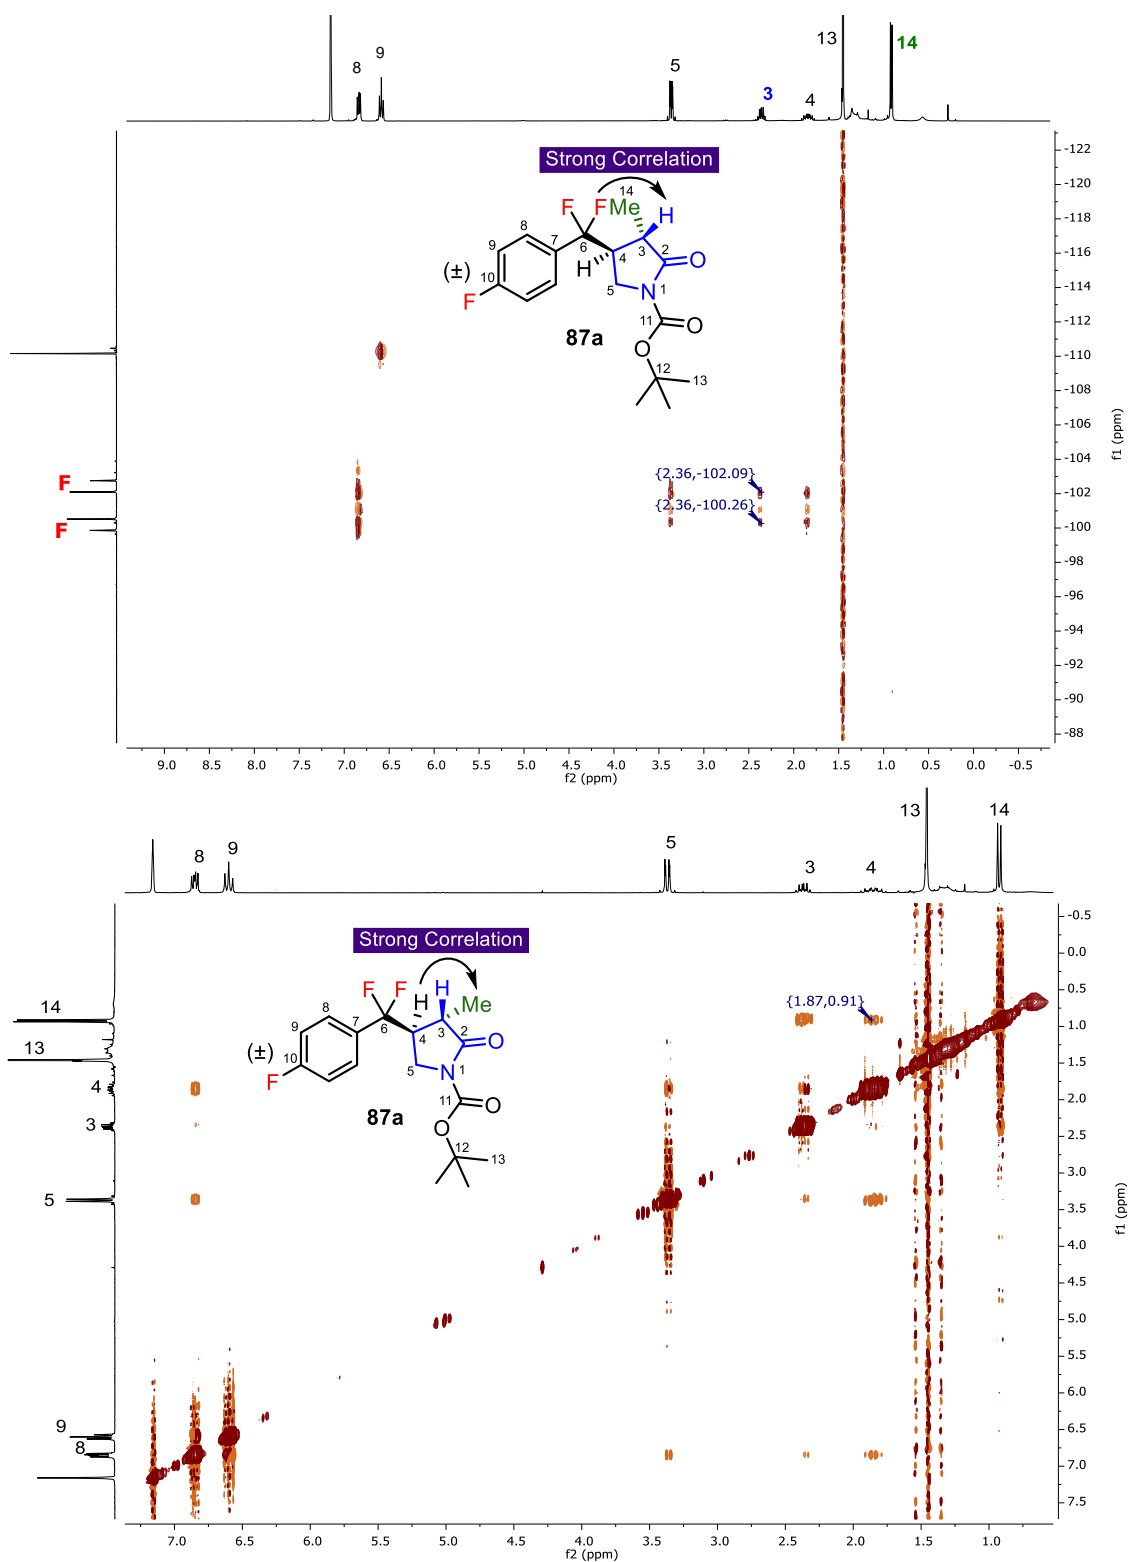 8
9
5
3
4
13
14
Strong Correlation
14
F
F
Me
H
8
9
7
6
3
4
2
O
(±)
10
H
5
N
1
F
11
O
87a
O
12
13
F
F
{2.36,-102.09}
{2.36,-100.26}
-122
-120
-118
-116
-114
-112
-110
-108
-106
-104
-102
-100
-98
-96
-94
-92
-90
-88
f1 (ppm)
9.0 8.5 8.0 7.5 7.0 6.5 6.0 5.5 5.0 4.5 4.0 3.5 3.0 2.5 2.0 1.5 1.0 0.5 0.0 -0.5
f2 (ppm)
8
9
5
3
4
13
14
Strong Correlation
F
F
H
H
Me
8
9
7
6
4
3
2
O
(±)
10
5
N
1
F
11
O
87a
O
12
13
{1.87,0.91}
14
13
4
3
5
9
8
-0.5
0.0
0.5
1.0
1.5
2.0
2.5
3.0
3.5
4.0
4.5
5.0
5.5
6.0
6.5
7.0
7.5
f1 (ppm)
7.0 6.5 6.0 5.5 5.0 4.5 4.0 3.5 3.0 2.5 2.0 1.5 1.0
f2 (ppm)